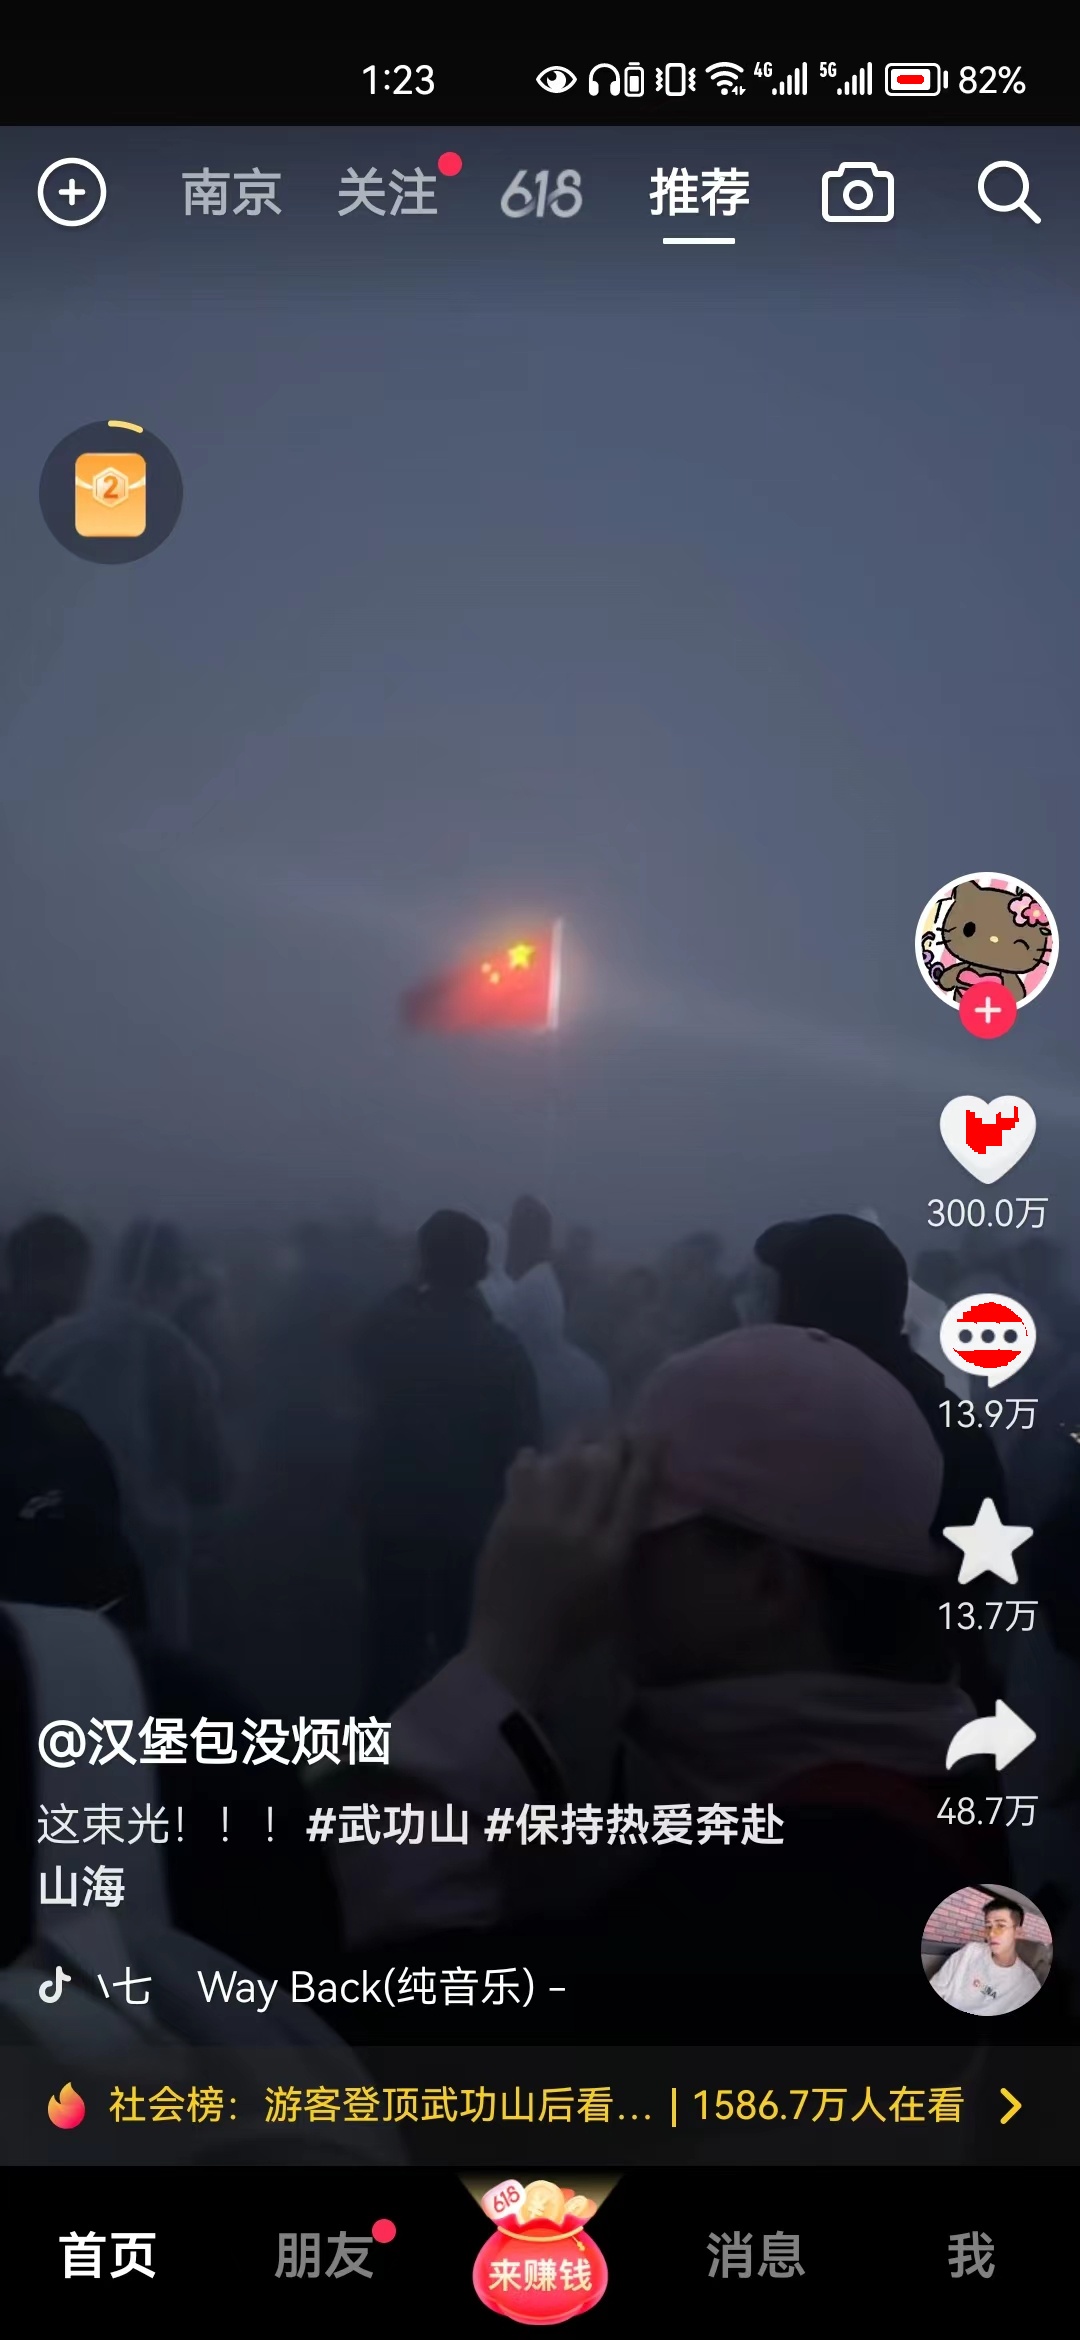 1:23
4G
5G
82%
南京 关注 618 推荐
2
300.0万
13.9万
13.7万
@汉堡包没烦恼
48.7万
这束光！！！#武功山 #保持热爱奔赴
山海
\七 Way Back(纯音乐) -
社会榜：游客登顶武功山后看... | 1586.7万人在看
618
首页 朋友 来赚钱 消息 我